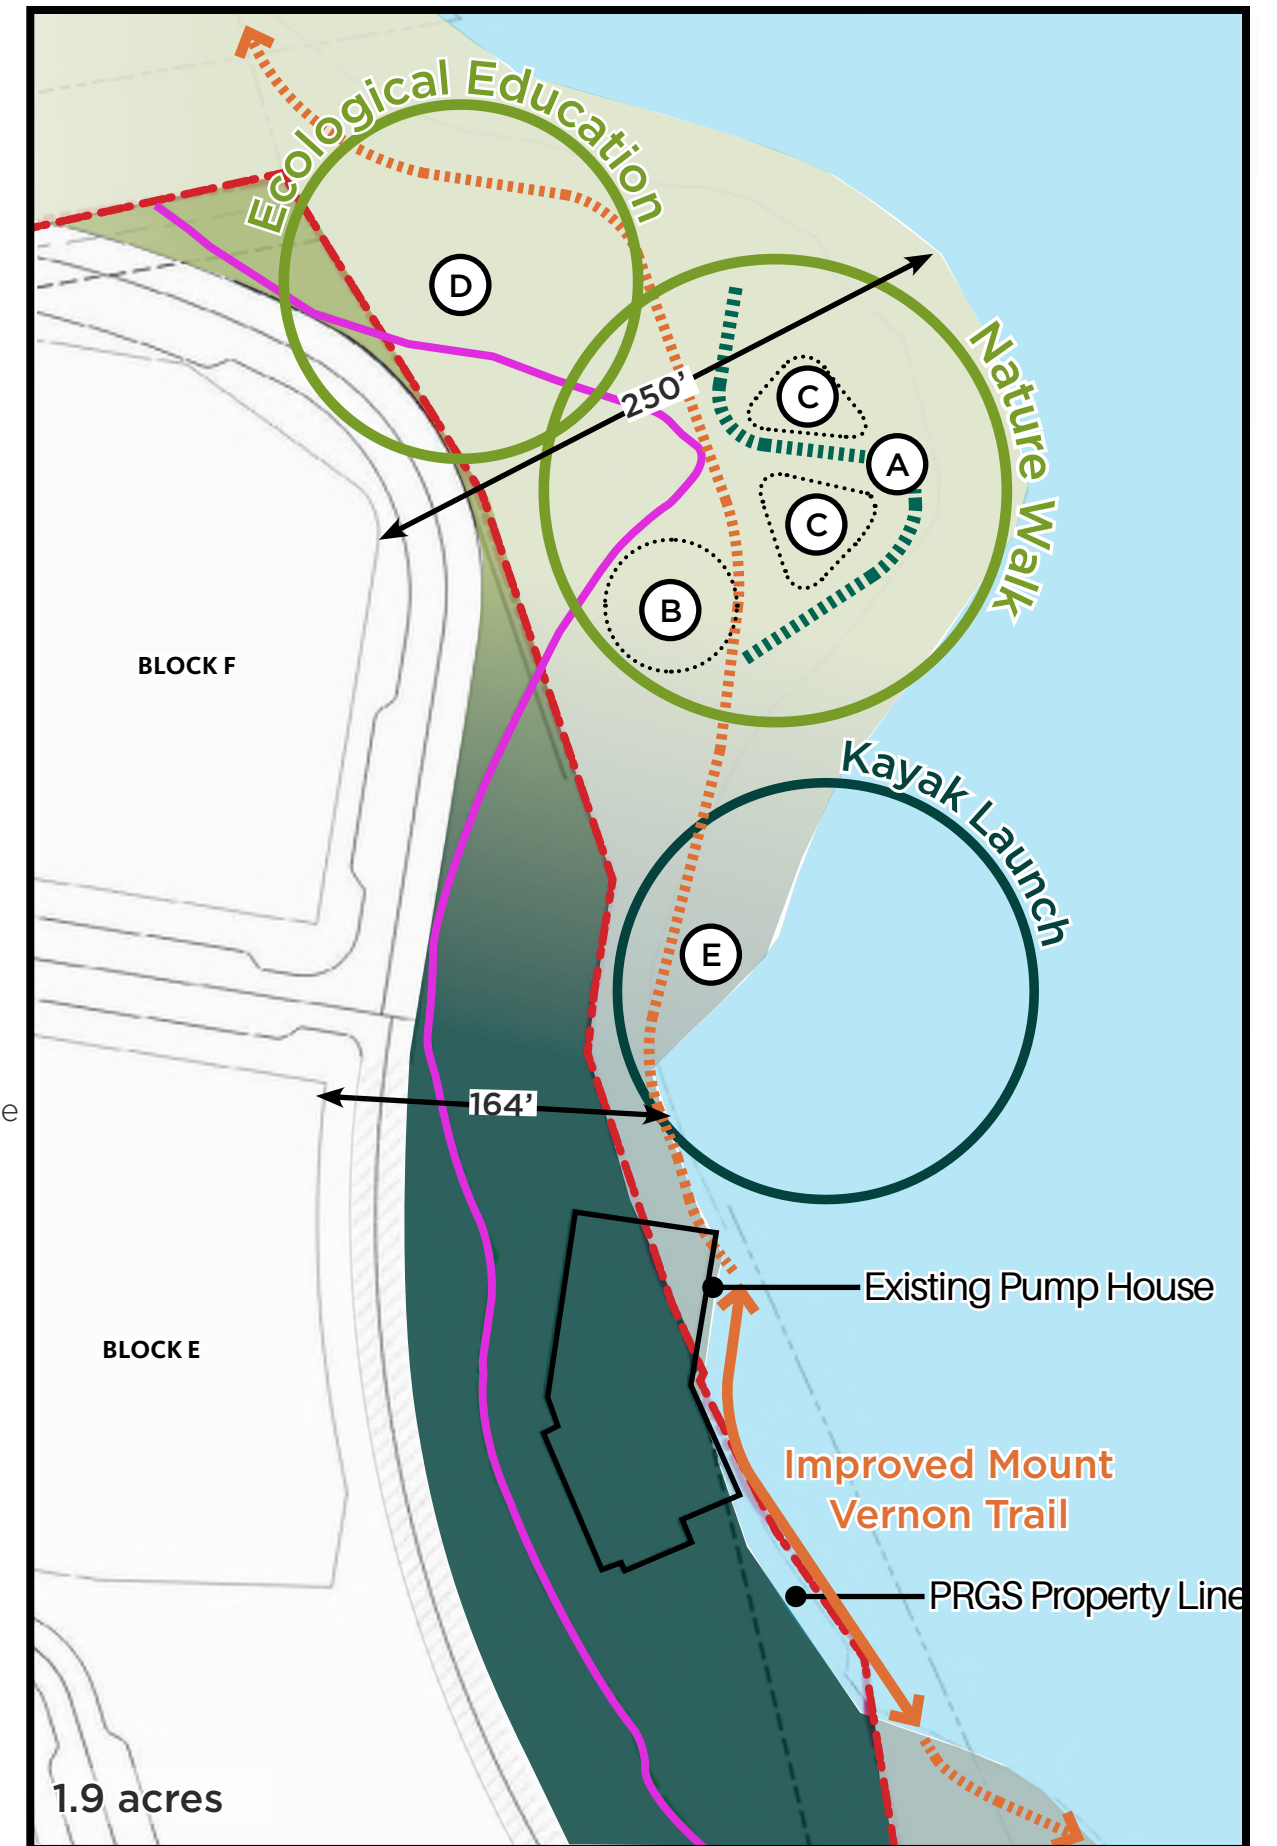 Ecological Education
D
250’
C
A
Nature Walk
C
B
BLOCK F
Kayak Launch
E
e
164’
Existing Pump House
BLOCK E
Improved Mount
Vernon Trail
PRGS Property Line
1.9 acres